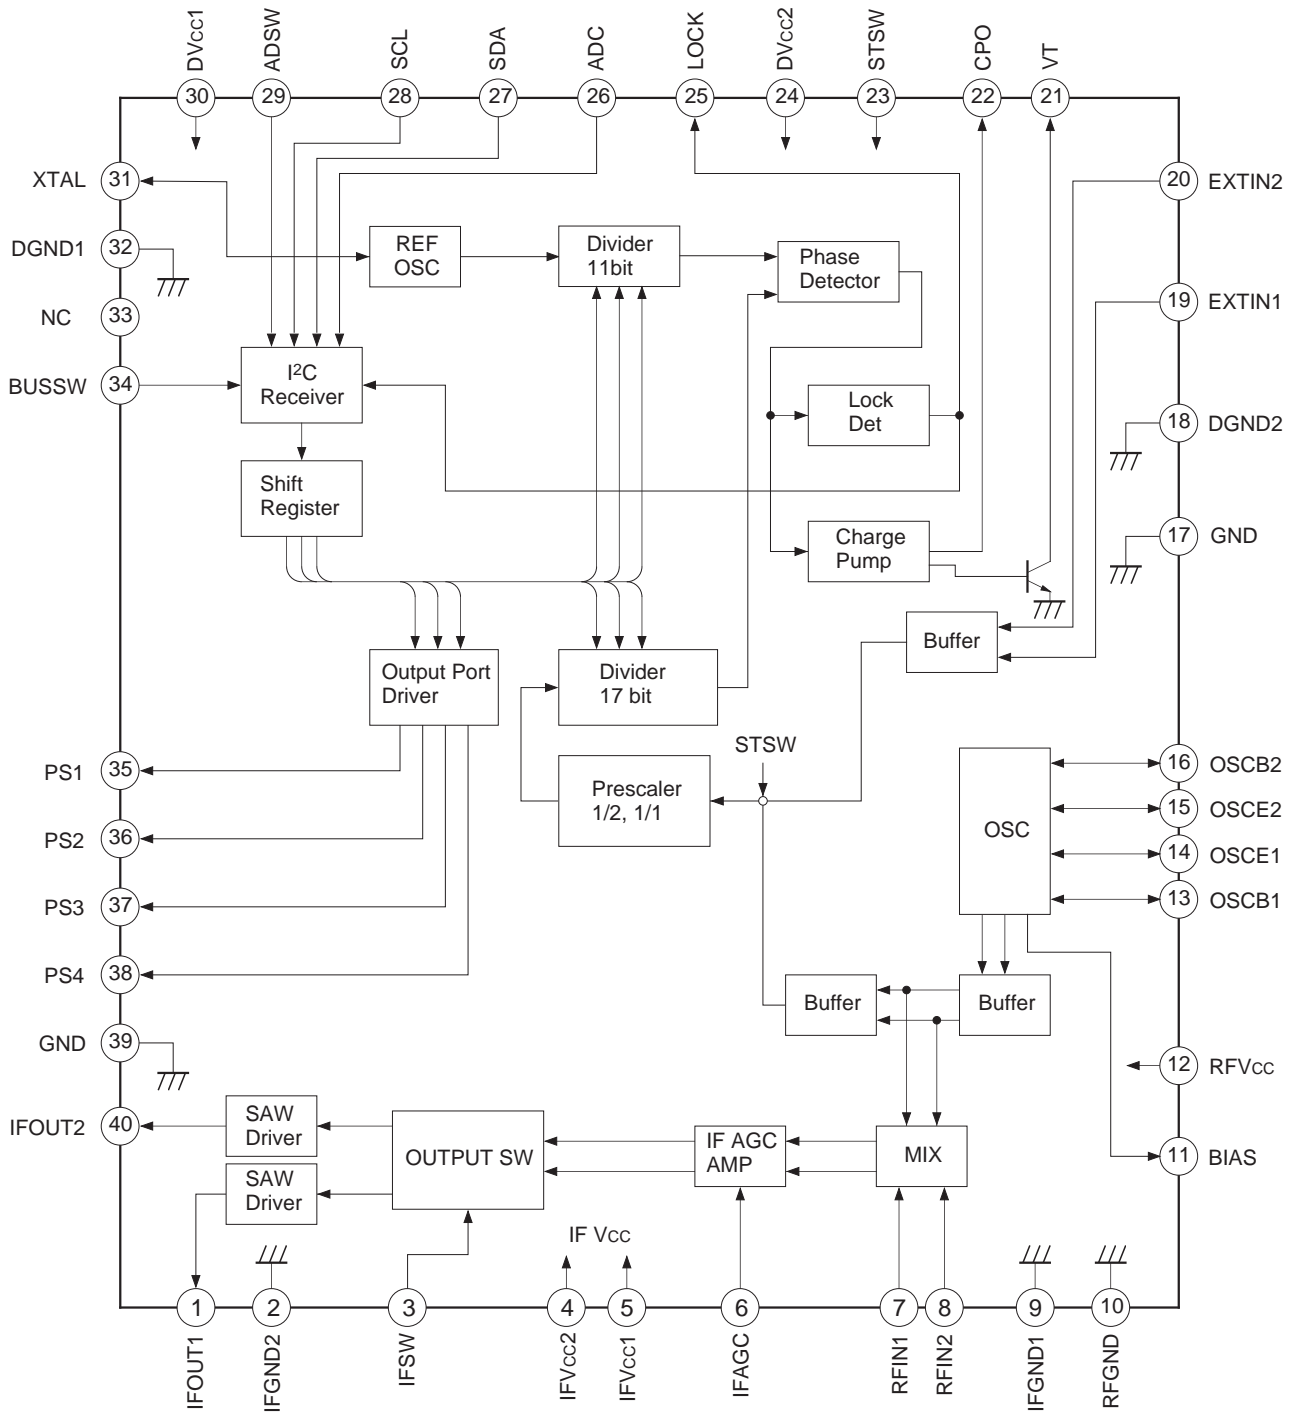 DVcc1
ADSW
SCL
SDA
ADC
LOCK
DVcc2
STSW
CPO
VT
30
29
28
27
26
25
24
23
22
21
XTAL
31
20
EXTIN2
DGND1
32
REF
OSC
Divider
11bit
Phase
Detector
NC
33
19
EXTIN1
BUSSW
34
I²C
Receiver
Lock
Det
18
DGND2
Shift
Register
Charge
Pump
17
GND
Buffer
Output Port
Driver
Divider
17 bit
STSW
PS1
35
Prescaler
1/2, 1/1
OSC
16
OSCB2
15
OSCE2
PS2
36
14
OSCE1
PS3
37
13
OSCB1
PS4
38
Buffer
Buffer
GND
39
12
RFVcc
IFOUT2
40
SAW
Driver
SAW
Driver
OUTPUT SW
IF AGC
AMP
MIX
11
BIAS
IF Vcc
1
2
3
4
5
6
7
8
9
10
IFOUT1
IFGND2
IFSW
IFVcc2
IFVcc1
IFAGC
RFIN1
RFIN2
IFGND1
RFGND